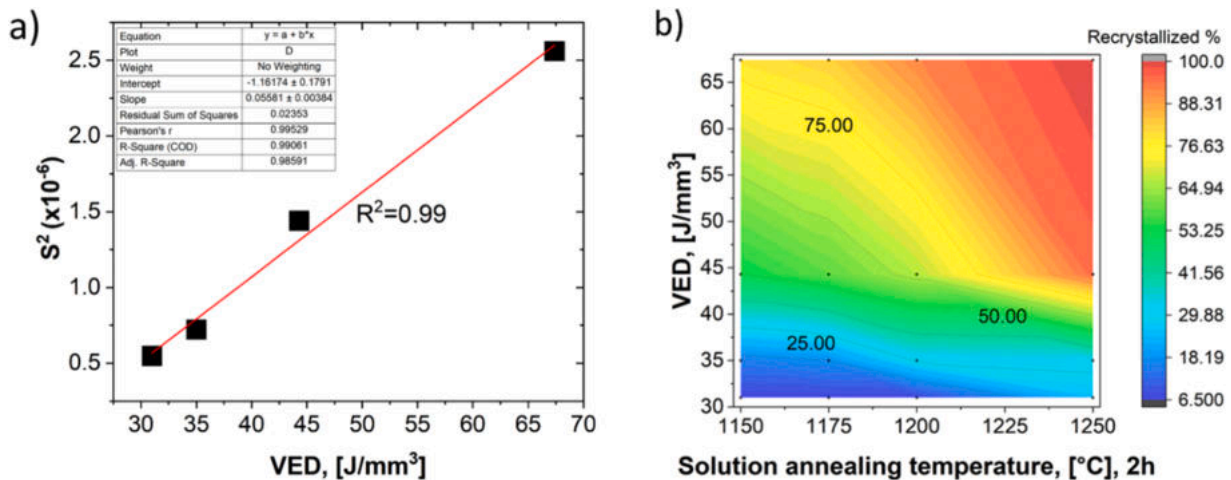 a)
Equation y = a + b*x
Plot D
Weight No Weighting
Intercept -1.16174 ± 0.1791
Slope 0.05581 ± 0.00384
Residual Sum of Squares 0.02353
Pearson's r 0.99529
R-Square (COD) 0.99061
Adj. R-Square 0.98591
2.5
2.0
1.5
1.0
0.5
S² (x10⁻⁶)
R²=0.99
30 35 40 45 50 55 60 65 70
VED, [J/mm³]
b)
Recrystallized %
65
60
55
50
45
40
35
30
VED, [J/mm³]
75.00
50.00
25.00
1150 1175 1200 1225 1250
Solution annealing temperature, [°C], 2h
100.0
88.31
76.63
64.94
53.25
41.56
29.88
18.19
6.500